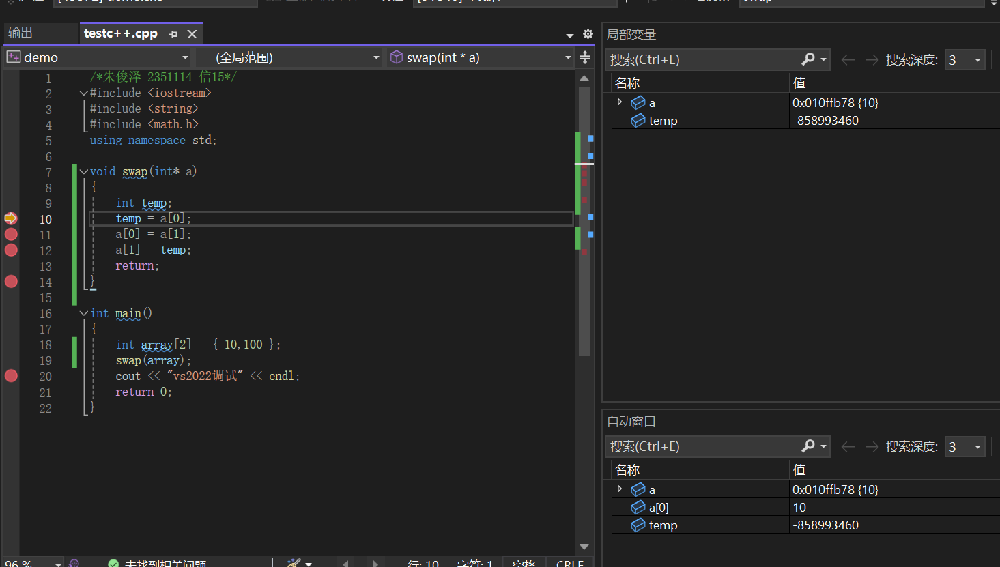 输出
testc++.cpp
demo
(全局范围)
swap(int * a)
1 /*朱俊泽 2351114 信15*/
2 #include <iostream>
3 #include <string>
4 #include <math.h>
5 using namespace std;
6
7 void swap(int* a)
8 {
9 int temp;
10 temp = a[0];
11 a[0] = a[1];
12 a[1] = temp;
13 return;
14 }
15
16 int main()
17 {
18 int array[2] = { 10,100 };
19 swap(array);
20 cout << "vs2022调试" << endl;
21 return 0;
22 }
96 %
未找到相关问题
行: 10
字符: 1
空格
CRLF
局部变量
搜索(Ctrl+E)
搜索深度: 3
名称 值
a 0x010ffb78 {10}
temp -858993460
自动窗口
搜索(Ctrl+E)
搜索深度: 3
名称 值
a 0x010ffb78 {10}
a[0] 10
temp -858993460